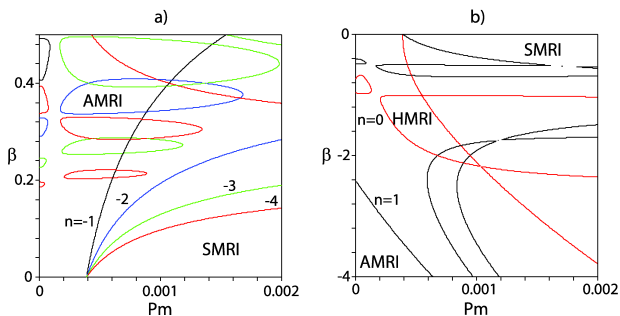 a)
0.4
0.2
0
β
AMRI
n=-1
-2
-3
-4
SMRI
0
0.001
0.002
Pm
b)
0
-2
-4
β
SMRI
HMRI
n=0
n=1
AMRI
0
0.001
0.002
Pm